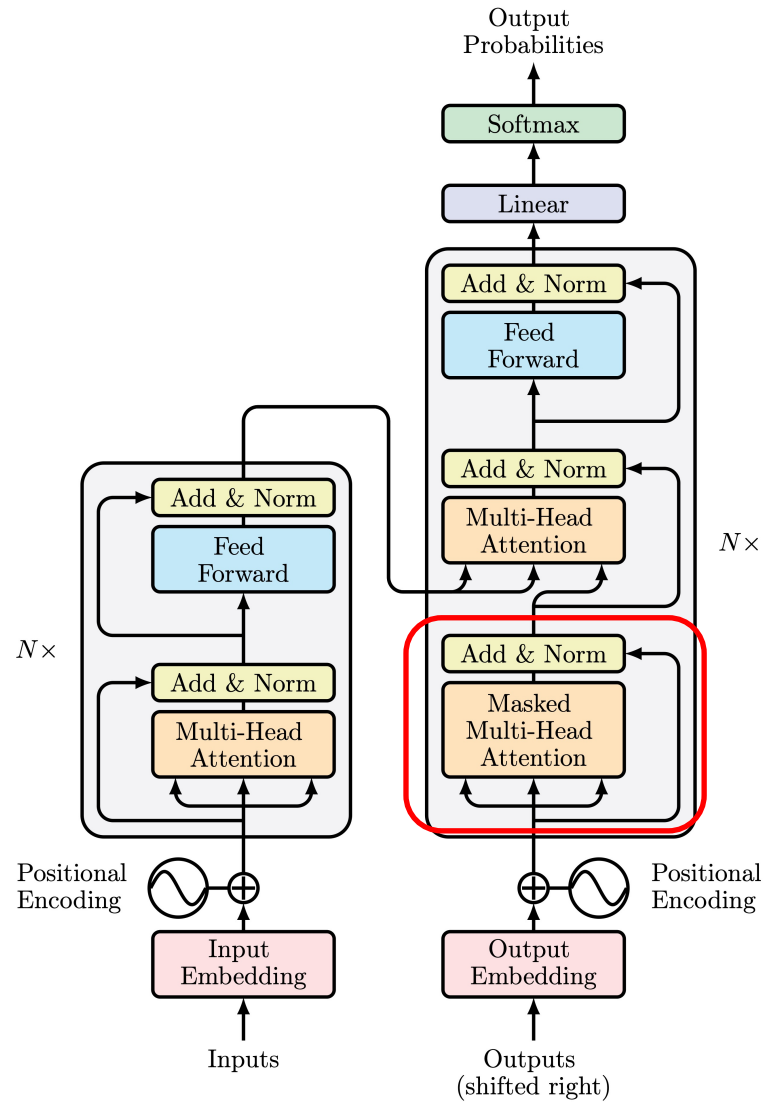 Output
Probabilities
Softmax
Linear
Add & Norm
Feed
Forward
Add & Norm
Multi-Head
Attention
N×
Add & Norm
Masked
Multi-Head
Attention
Add & Norm
Feed
Forward
N×
Add & Norm
Multi-Head
Attention
Positional
Encoding
Positional
Encoding
Input
Embedding
Output
Embedding
Inputs
Outputs
(shifted right)